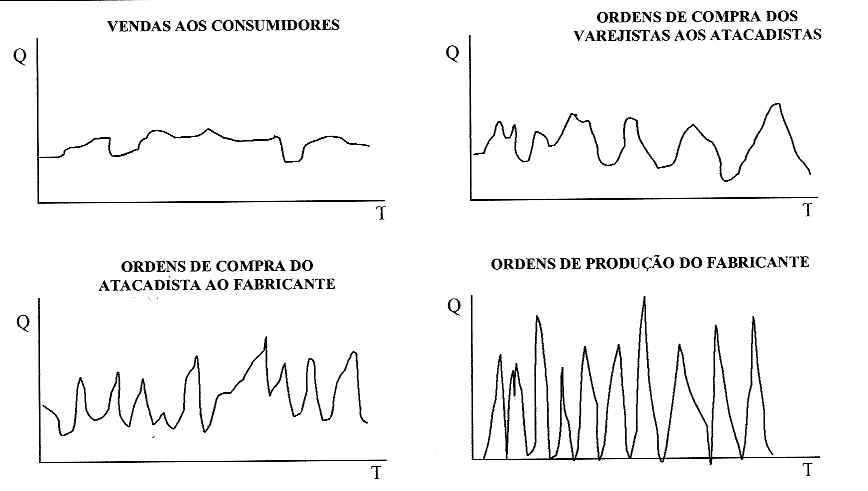 VENDAS AOS CONSUMIDORES
Q
T
ORDENS DE COMPRA DOS
VAREJISTAS AOS ATACADISTAS
Q
T
ORDENS DE COMPRA DO
ATACADISTA AO FABRICANTE
Q
T
ORDENS DE PRODUÇÃO DO FABRICANTE
Q
T